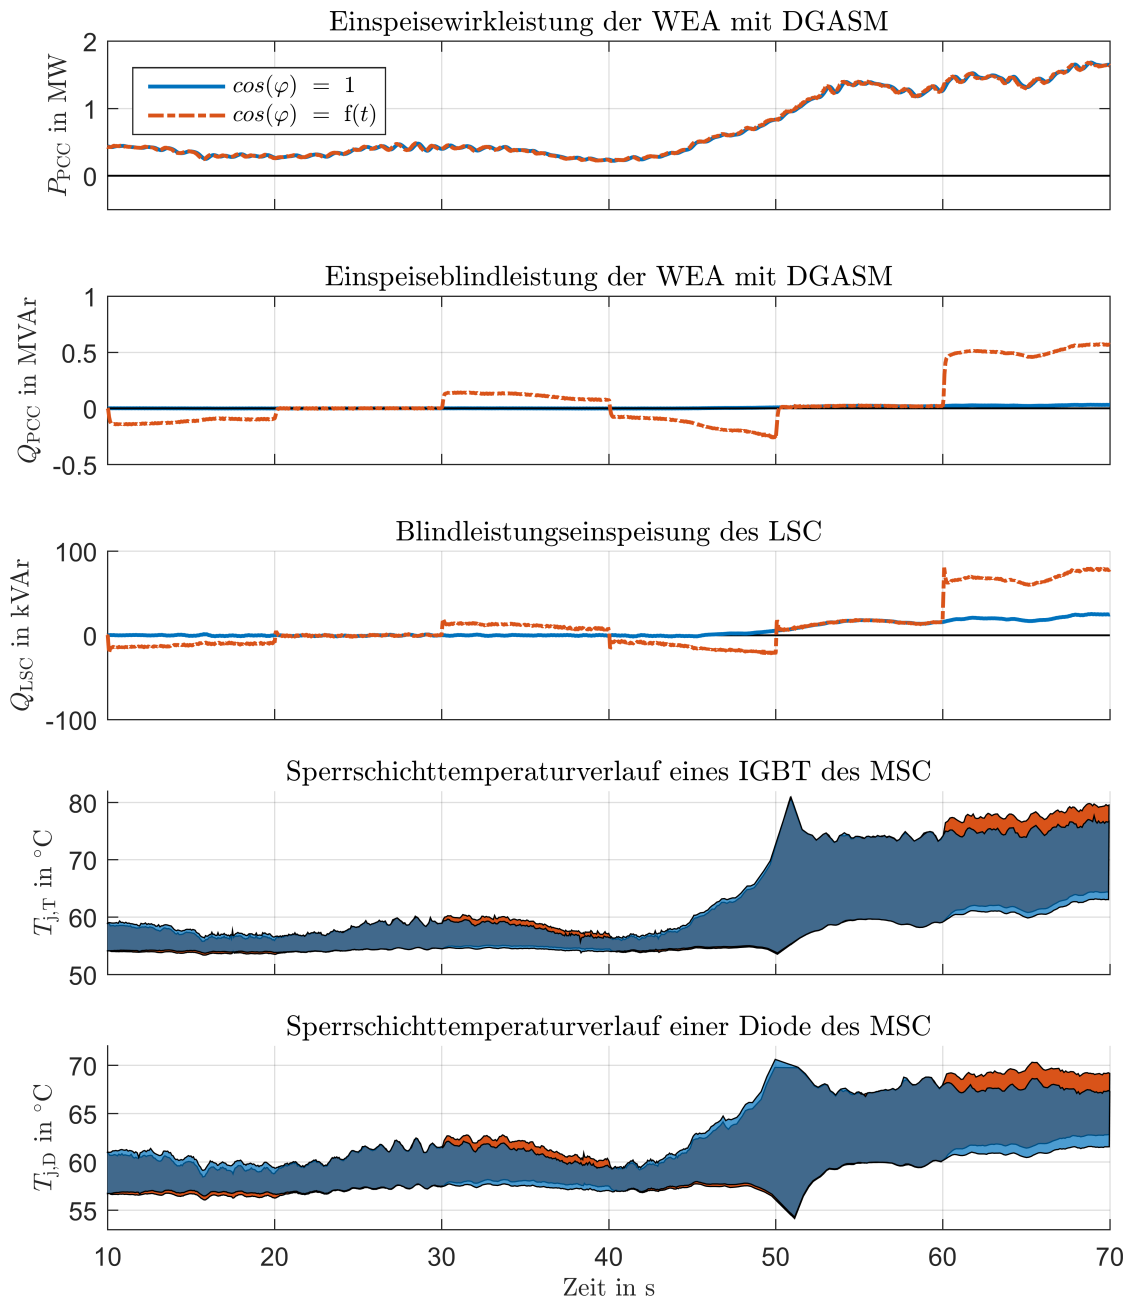 Einspeisewirkleistung der WEA mit DGASM
P_PCC in MW
2
1
0
cos(φ) = 1
cos(φ) = f(t)
Einspeiseblindleistung der WEA mit DGASM
Q_PCC in MVAr
1
0.5
0
-0.5
Blindleistungseinspeisung des LSC
Q_LSC in kVAr
100
0
-100
Sperrschichttemperaturverlauf eines IGBT des MSC
T_j,T in °C
80
70
60
50
Sperrschichttemperaturverlauf einer Diode des MSC
T_j,D in °C
70
65
60
55
10 20 30 40 50 60 70
Zeit in s